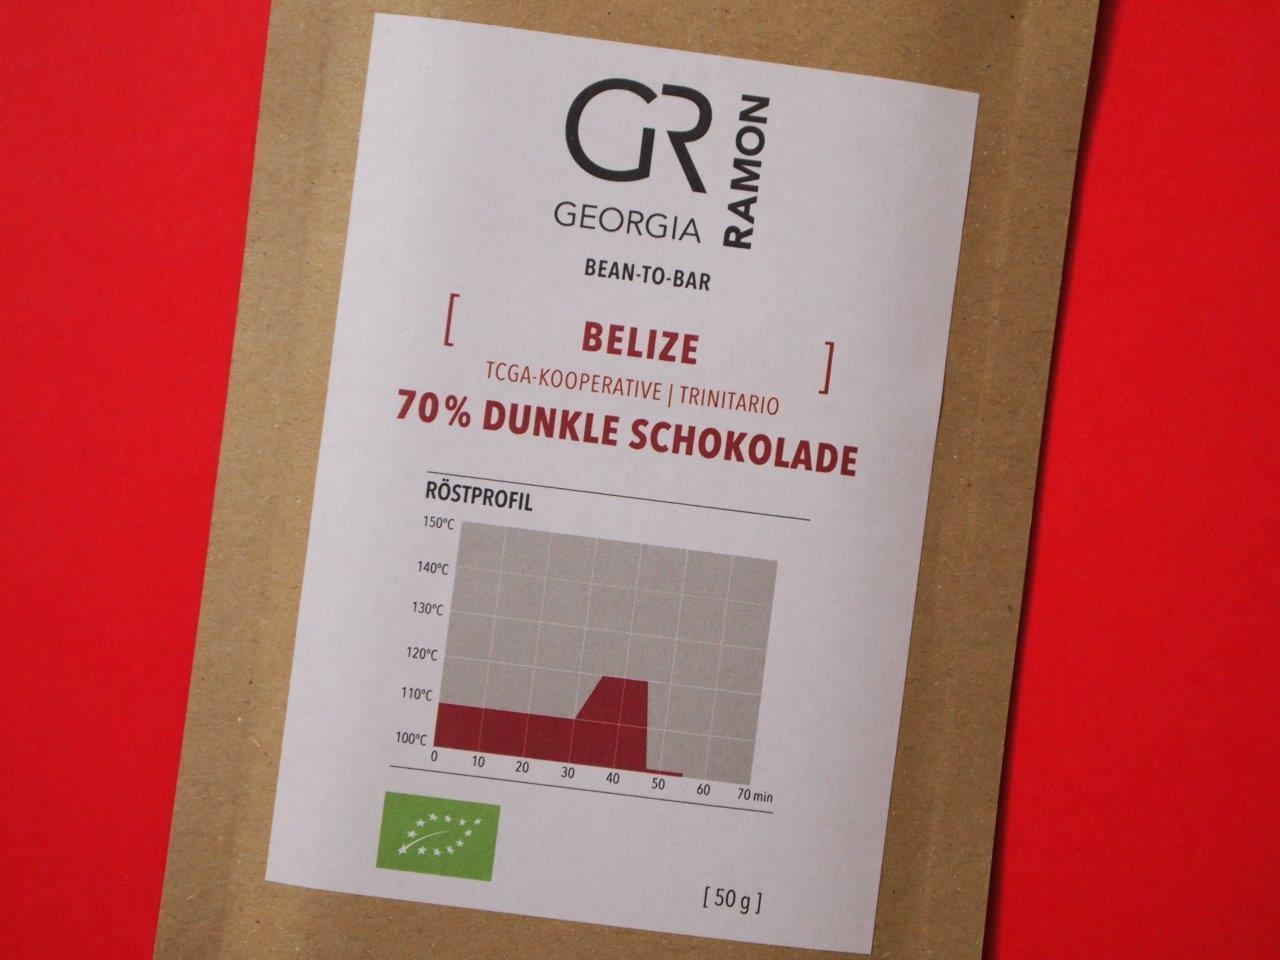 GR
GEORGIA
RAMON
BEAN-TO-BAR
[ BELIZE ]
TCGA-KOOPERATIVE | TRINITARIO
70% DUNKLE SCHOKOLADE
RÖSTPROFIL
150°C
140°C
130°C
120°C
110°C
100°C
0 10 20 30 40 50 60 70 min
[ 50 g ]